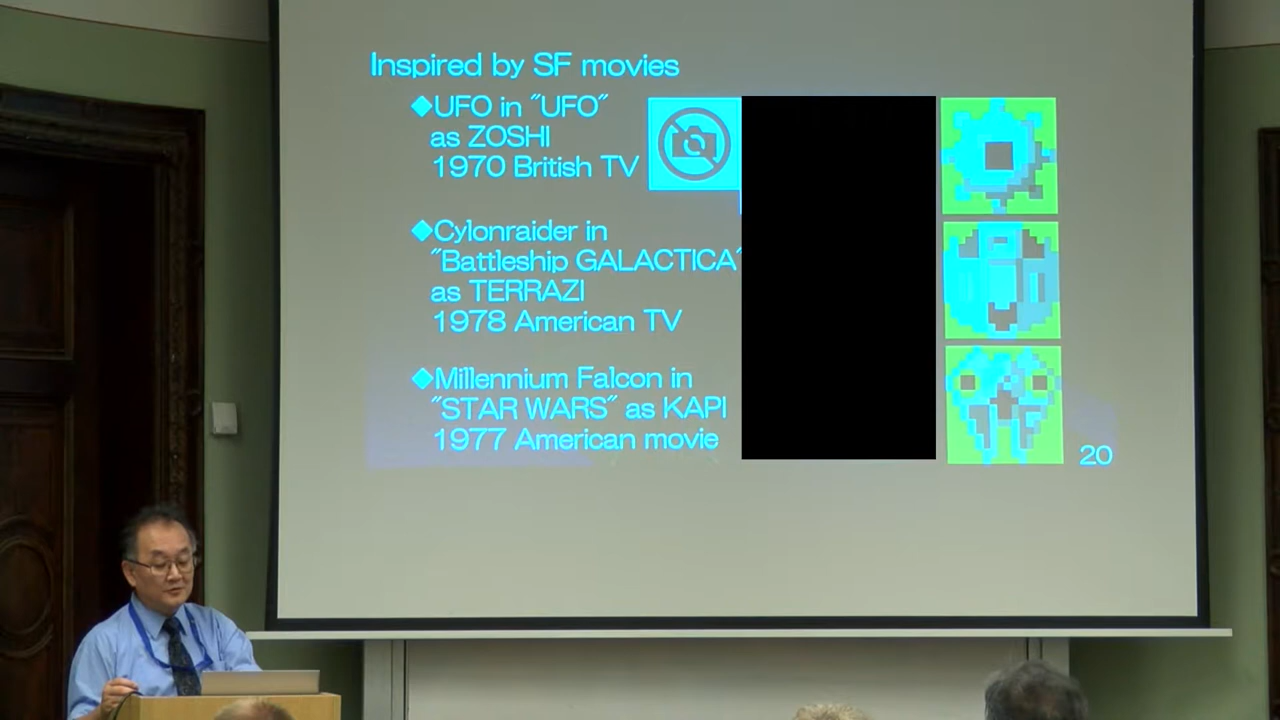 Inspired by SF movies
◆UFO in "UFO"
as ZOSHI
1970 British TV
◆Cylonraider in
"Battleship GALACTICA"
as TERRAZI
1978 American TV
◆Millennium Falcon in
"STAR WARS" as KAPI
1977 American movie
20